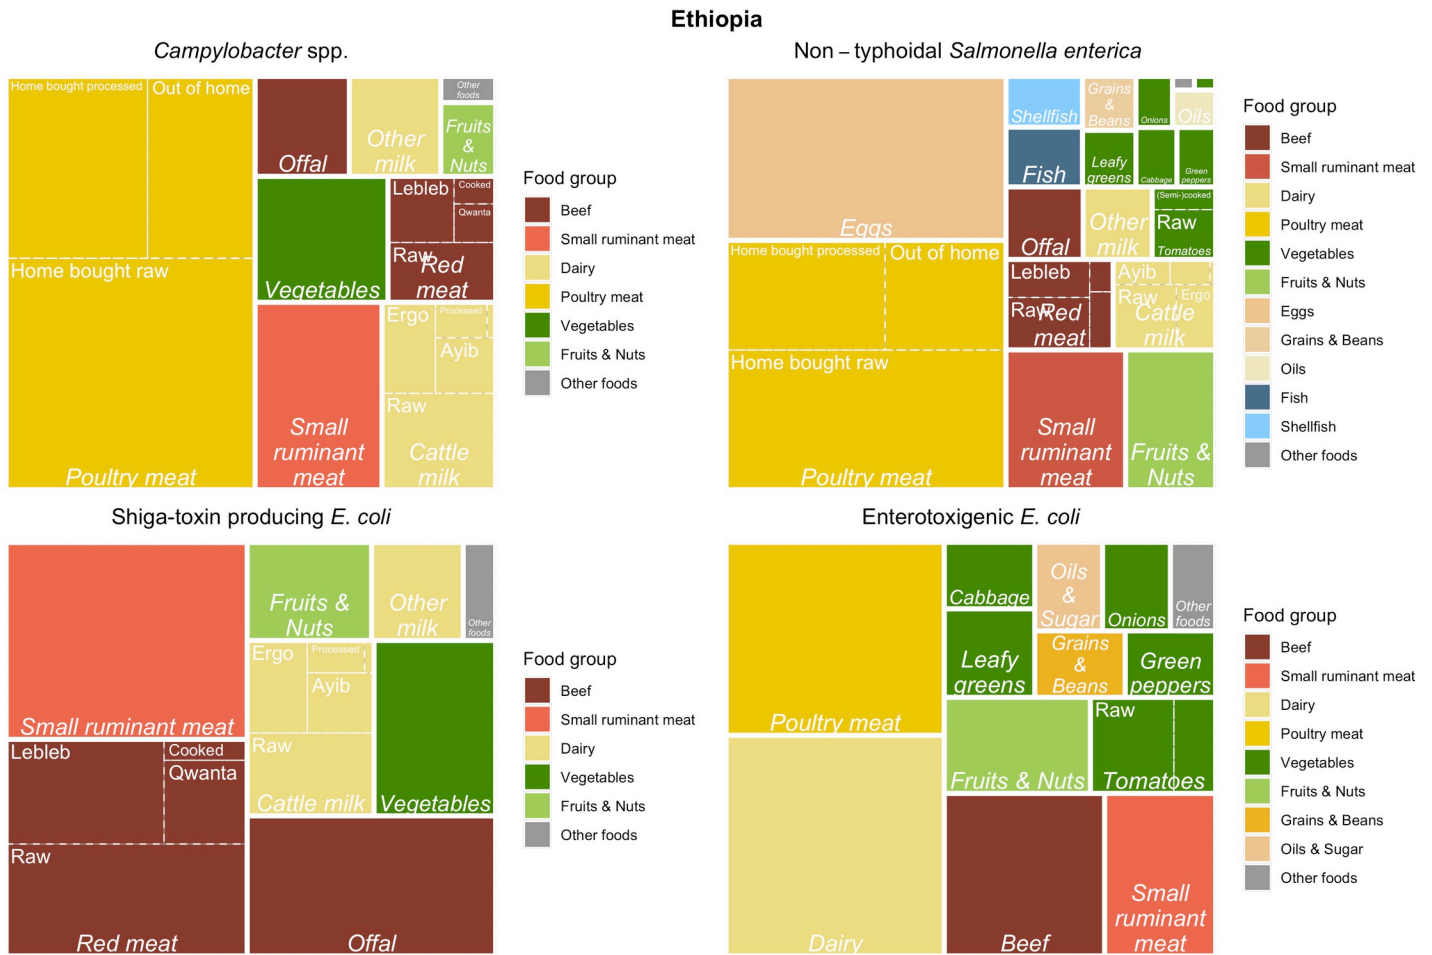 Ethiopia
Campylobacter spp.
Home bought processed
Out of home
Home bought raw
Poultry meat
Offal
Other
milk
Other
foods
Fruits
&
Nuts
Vegetables
Lebleb
Cooked
Qwanta
Raw
Red
meat
Small
ruminant
meat
Ergo
Processed
Ayib
Raw
Cattle
milk
Food group
Beef
Small ruminant meat
Dairy
Poultry meat
Vegetables
Fruits & Nuts
Other foods
Non – typhoidal Salmonella enterica
Eggs
Home bought processed
Out of home
Home bought raw
Poultry meat
Shellfish
Grains
&
Beans
Onions
Oils
Fish
Leafy
greens
Cabbage
Green
peppers
Offal
Other
milk
(Semi-)cooked
Raw
Tomatoes
Lebleb
Raw
Red
meat
Ayib
Raw
Ergo
Cattle
milk
Small
ruminant
meat
Fruits &
Nuts
Food group
Beef
Small ruminant meat
Dairy
Poultry meat
Vegetables
Fruits & Nuts
Eggs
Grains & Beans
Oils
Fish
Shellfish
Other foods
Shiga-toxin producing E. coli
Small ruminant meat
Lebleb
Cooked
Qwanta
Raw
Red meat
Fruits &
Nuts
Other
milk
Other
foods
Ergo
Processed
Ayib
Raw
Cattle milk
Vegetables
Offal
Food group
Beef
Small ruminant meat
Dairy
Vegetables
Fruits & Nuts
Other foods
Enterotoxigenic E. coli
Poultry meat
Dairy
Cabbage
Oils
&
Sugar
Onions
Other
foods
Leafy
greens
Grains
&
Beans
Green
peppers
Fruits & Nuts
Raw
Tomatoes
Beef
Small
ruminant
meat
Food group
Beef
Small ruminant meat
Dairy
Poultry meat
Vegetables
Fruits & Nuts
Grains & Beans
Oils & Sugar
Other foods